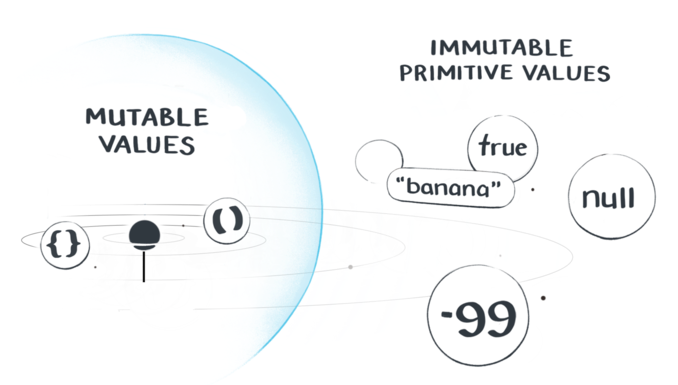 MUTABLE
VALUES
{}
()
IMMUTABLE
PRIMITIVE VALUES
true
"banana"
null
-99